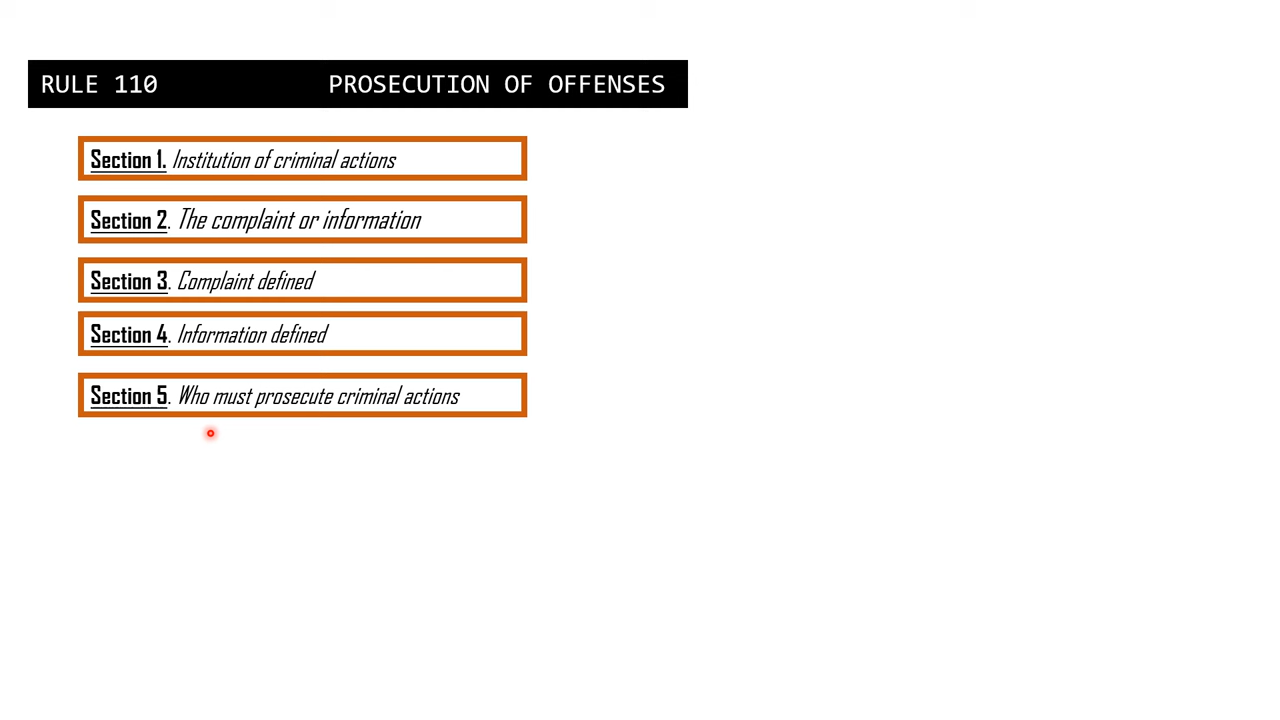 RULE 110 PROSECUTION OF OFFENSES
Section 1. Institution of criminal actions
Section 2. The complaint or information
Section 3. Complaint defined
Section 4. Information defined
Section 5. Who must prosecute criminal actions